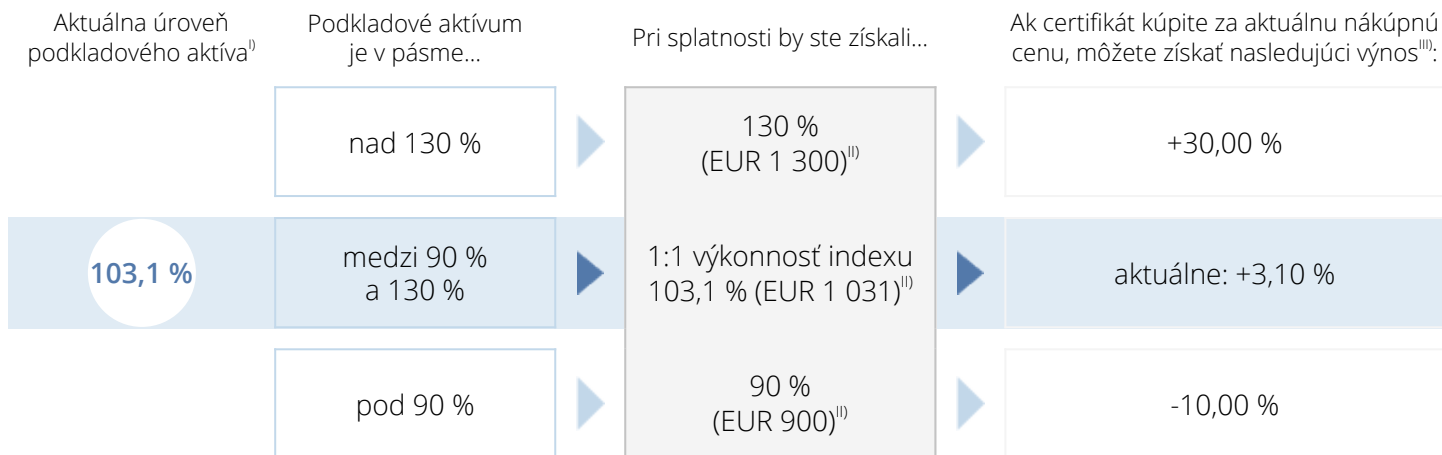 Aktuálna úroveň
podkladového aktíva I)
Podkladové aktívum
je v pásme...
Pri splatnosti by ste získali...
Ak certifikát kúpite za aktuálnu nákupnú
cenu, môžete získať nasledujúci výnos III):
nad 130 %
130 %
(EUR 1 300) II)
+30,00 %
103,1 %
medzi 90 %
a 130 %
1:1 výkonnosť indexu
103,1 % (EUR 1 031) II)
aktuálne: +3,10 %
pod 90 %
90 %
(EUR 900) II)
-10,00 %